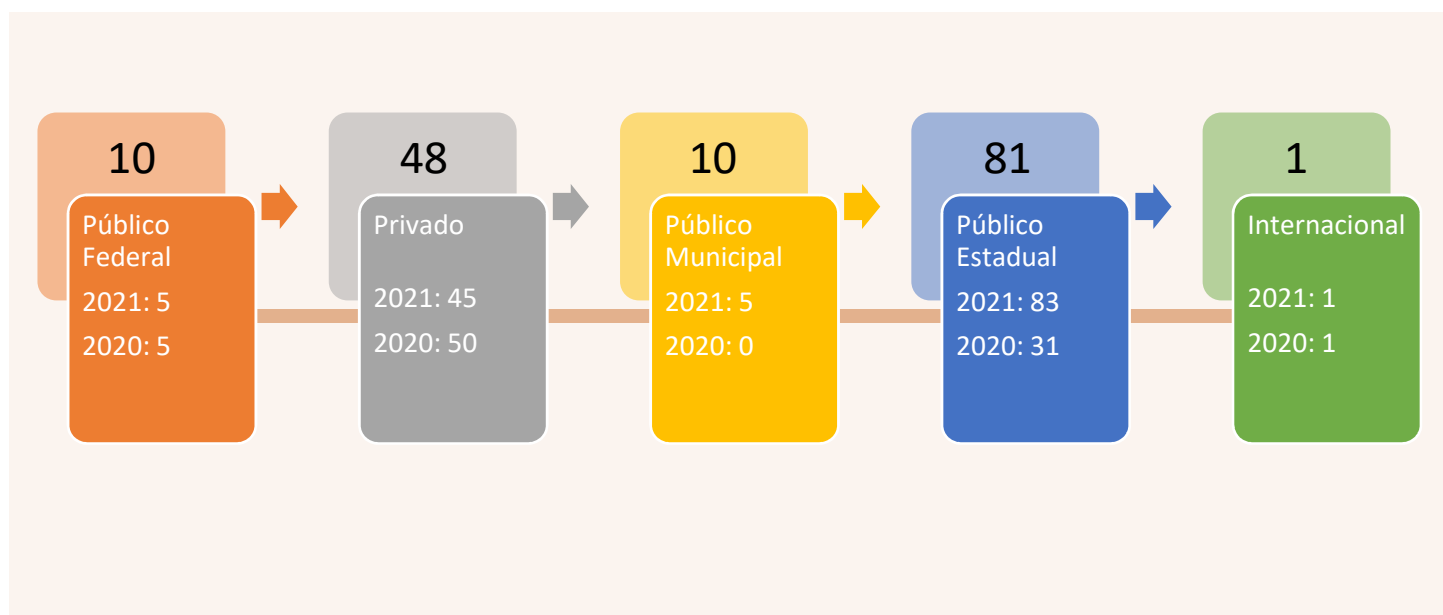 10
Público
Federal
2021: 5
2020: 5
48
Privado
2021: 45
2020: 50
10
Público
Municipal
2021: 5
2020: 0
81
Público
Estadual
2021: 83
2020: 31
1
Internacional
2021: 1
2020: 1